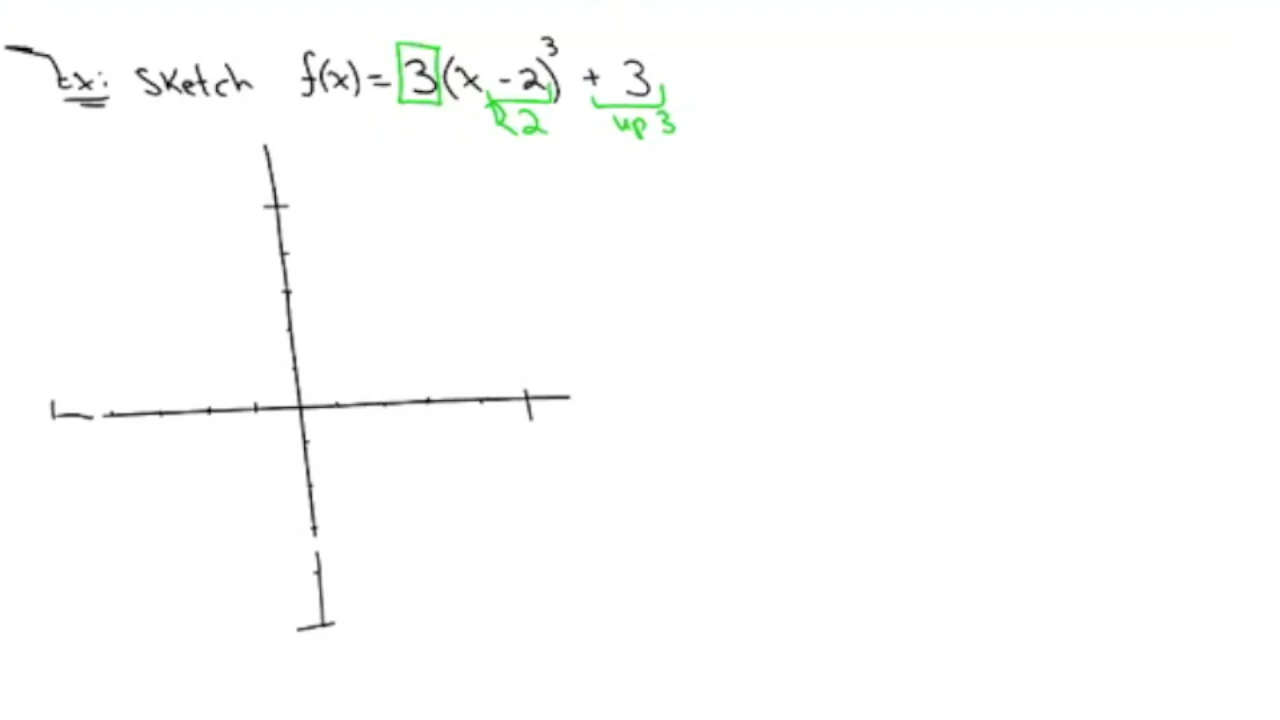 Ex: Sketch f(x) = 3(x - 2)³ + 3
R2 up 3